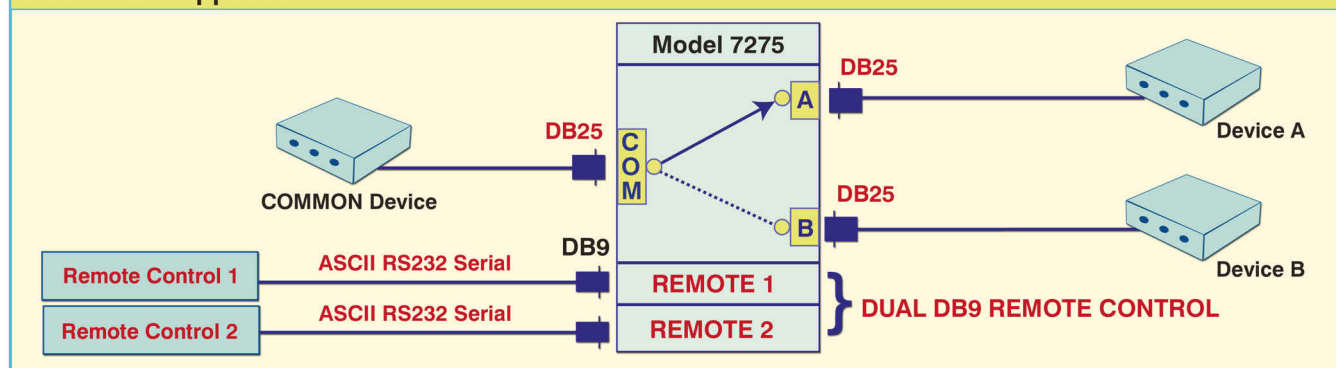 Model 7275
DB25
A
Device A
DB25
COM
COMMON Device
DB25
B
Device B
DB9
Remote Control 1
ASCII RS232 Serial
REMOTE 1
DUAL DB9 REMOTE CONTROL
Remote Control 2
ASCII RS232 Serial
REMOTE 2